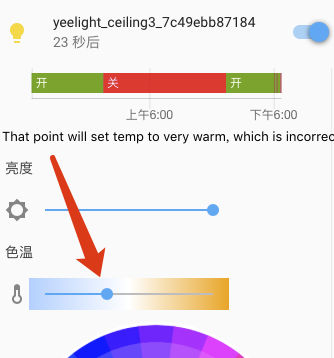 yeelight_ceiling3_7c49ebb87184
23 秒后
开 关 开
上午6:00 下午6:00
That point will set temp to very warm, which is incorrec
亮度
色温